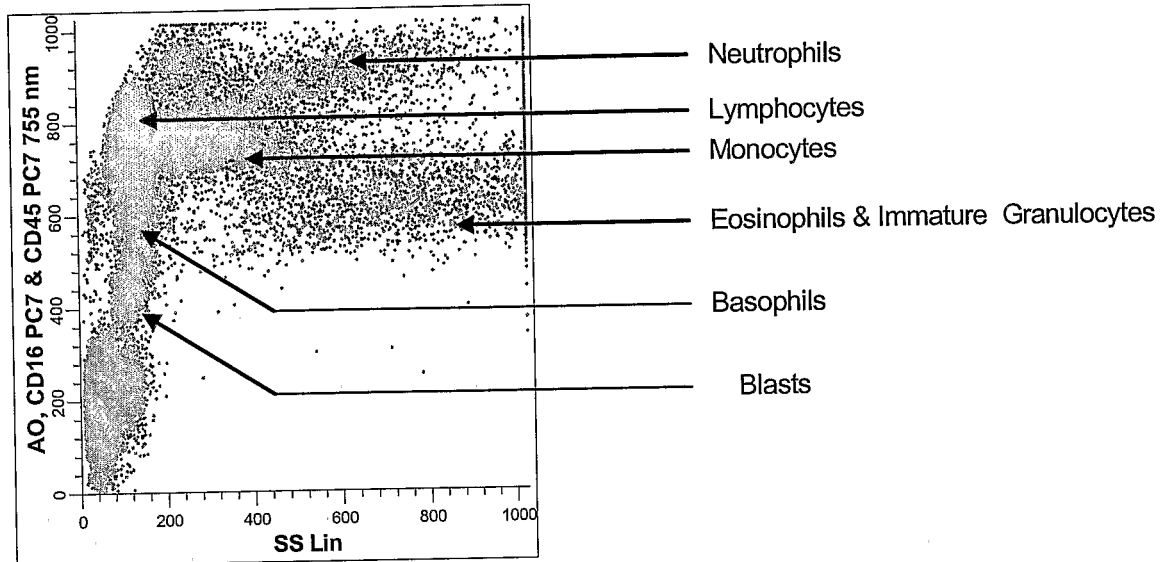 AO, CD16 PC7 & CD45 PC7 755 nm
1000
800
600
400
200
0
0
200
400
600
800
1000
SS Lin
Neutrophils
Lymphocytes
Monocytes
Eosinophils & Immature Granulocytes
Basophils
Blasts